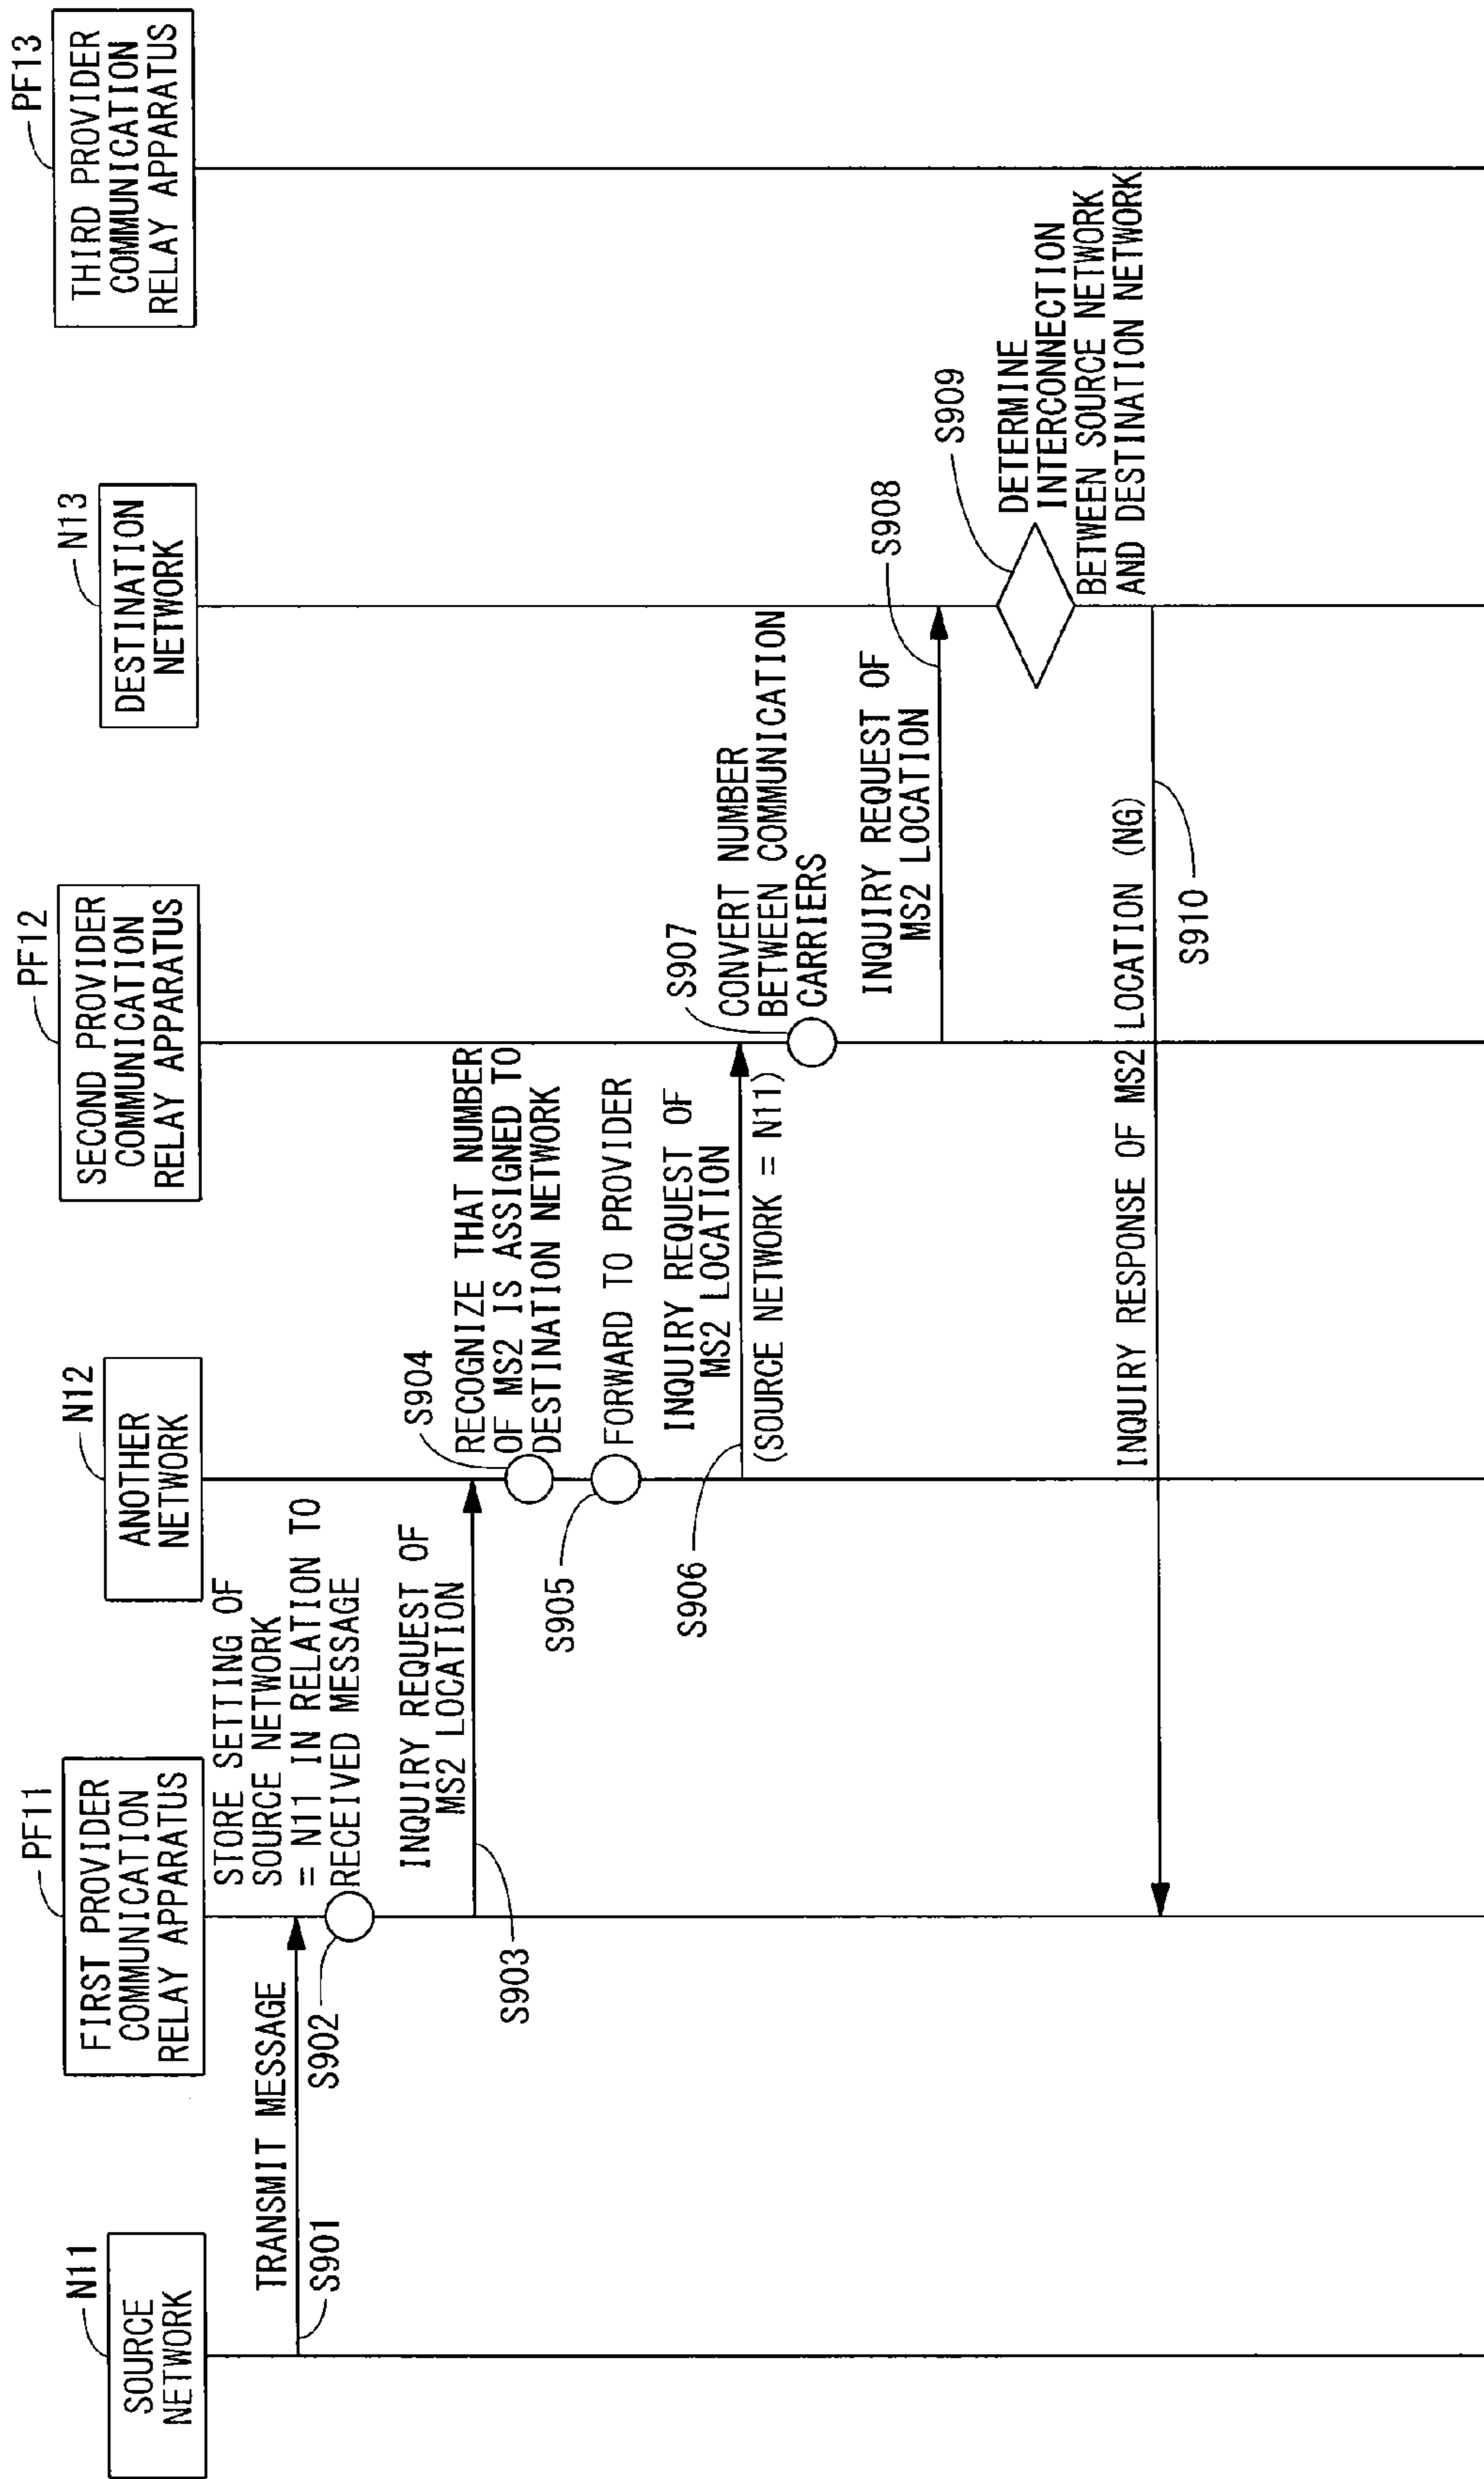 N11
SOURCE
NETWORK
PF11
FIRST PROVIDER
COMMUNICATION
RELAY APPARATUS
N12
ANOTHER
NETWORK
PF12
SECOND PROVIDER
COMMUNICATION
RELAY APPARATUS
N13
DESTINATION
NETWORK
PF13
THIRD PROVIDER
COMMUNICATION
RELAY APPARATUS
TRANSMIT MESSAGE
S901
STORE SETTING OF
SOURCE NETWORK
= N11 IN RELATION TO
RECEIVED MESSAGE
S902
INQUIRY REQUEST OF
MS2 LOCATION
S903
S904
RECOGNIZE THAT NUMBER
OF MS2 IS ASSIGNED TO
DESTINATION NETWORK
S905
FORWARD TO PROVIDER
INQUIRY REQUEST OF
MS2 LOCATION
S906
(SOURCE NETWORK = N11)
S907
CONVERT NUMBER
BETWEEN COMMUNICATION
CARRIERS
INQUIRY REQUEST OF
MS2 LOCATION
S908
S909
DETERMINE
INTERCONNECTION
BETWEEN SOURCE NETWORK
AND DESTINATION NETWORK
INQUIRY RESPONSE OF MS2 LOCATION (NG)
S910